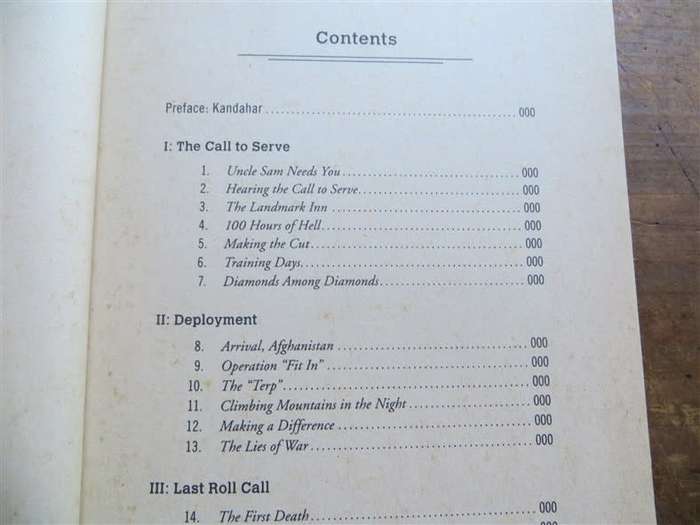 Contents
Preface: Kandahar ........................................................ 000
I: The Call to Serve
1. Uncle Sam Needs You ........................................ 000
2. Hearing the Call to Serve ..................................... 000
3. The Landmark Inn ............................................ 000
4. 100 Hours of Hell ............................................. 000
5. Making the Cut ................................................ 000
6. Training Days ................................................... 000
7. Diamonds Among Diamonds ................................ 000
II: Deployment
8. Arrival, Afghanistan ........................................... 000
9. Operation “Fit In” .............................................. 000
10. The “Terp” ....................................................... 000
11. Climbing Mountains in the Night .......................... 000
12. Making a Difference ........................................... 000
13. The Lies of War ................................................. 000
III: Last Roll Call
14. The First Death .................................................. 000
000